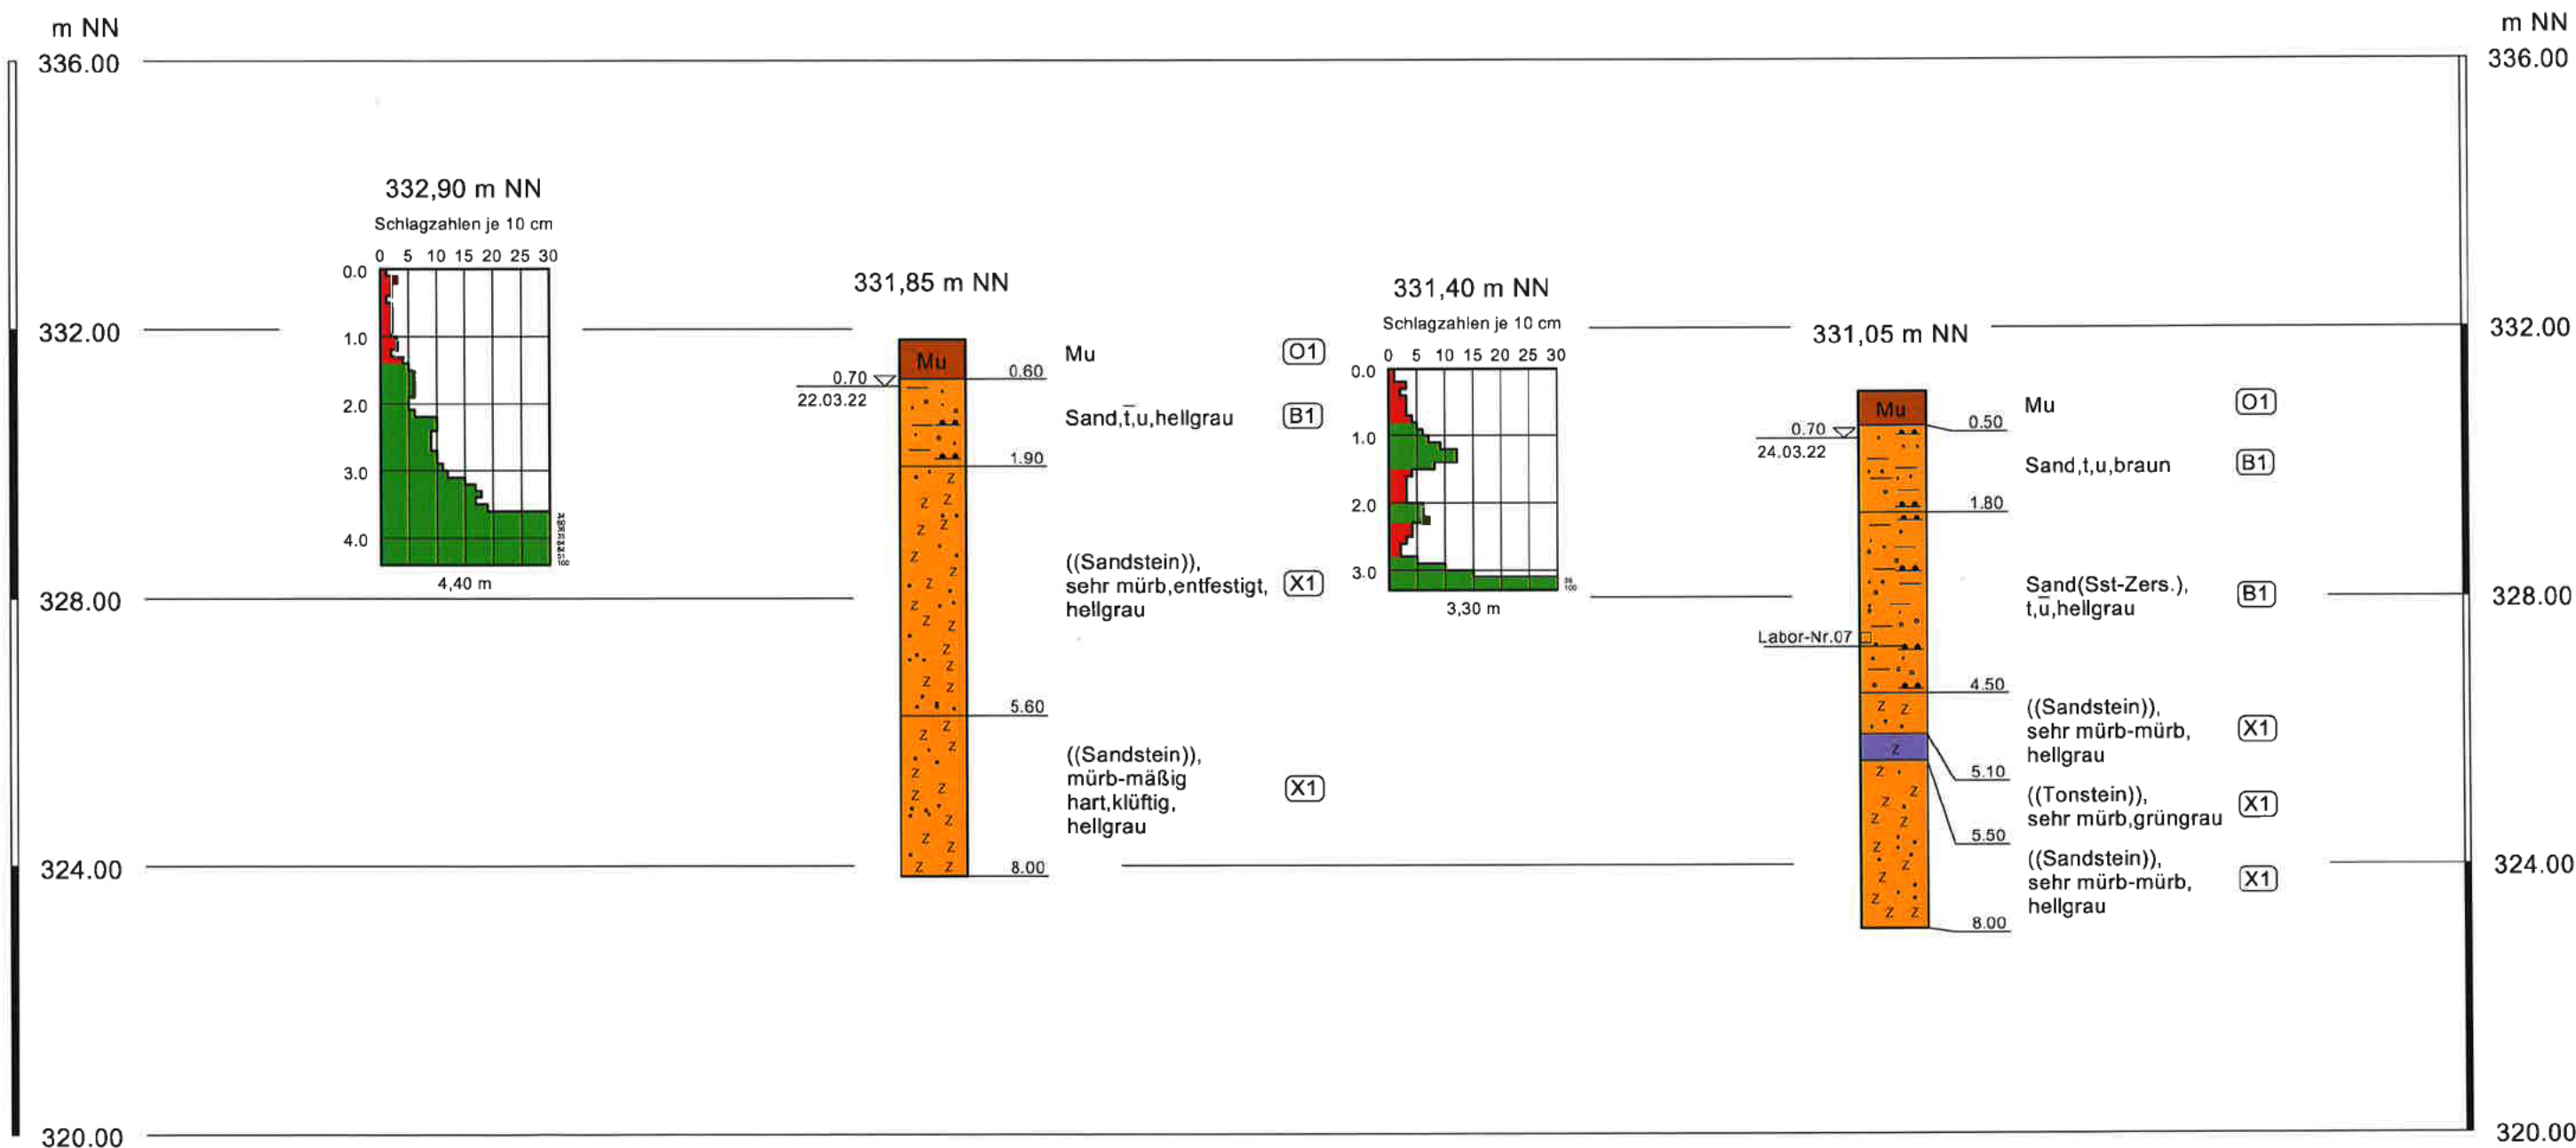 m NN
336.00
332.00
328.00
324.00
320.00
332,90 m NN
Schlagzahlen je 10 cm
0 5 10 15 20 25 30
0.0
1.0
2.0
3.0
4.0
100
4,40 m
331,85 m NN
Mu
0.70
22.03.22
0.60
1.90
5.60
8.00
z
Mu
O1
Sand,t̅,u,hellgrau
B1
((Sandstein)),
sehr mürb,entfestigt,
hellgrau
X1
((Sandstein)),
mürb-mäßig
hart,klüftig,
hellgrau
X1
331,40 m NN
Schlagzahlen je 10 cm
0 5 10 15 20 25 30
0.0
1.0
2.0
3.0
100
3,30 m
331,05 m NN
Mu
0.70
24.03.22
Labor-Nr.07
0.50
1.80
4.50
5.10
5.50
8.00
z
Mu
O1
Sand,t,u,braun
B1
Sand(Sst-Zers.),
t,u̅,hellgrau
B1
((Sandstein)),
sehr mürb-mürb,
hellgrau
X1
((Tonstein)),
sehr mürb,grüngrau
X1
((Sandstein)),
sehr mürb-mürb,
hellgrau
X1
m NN
336.00
332.00
328.00
324.00
320.00